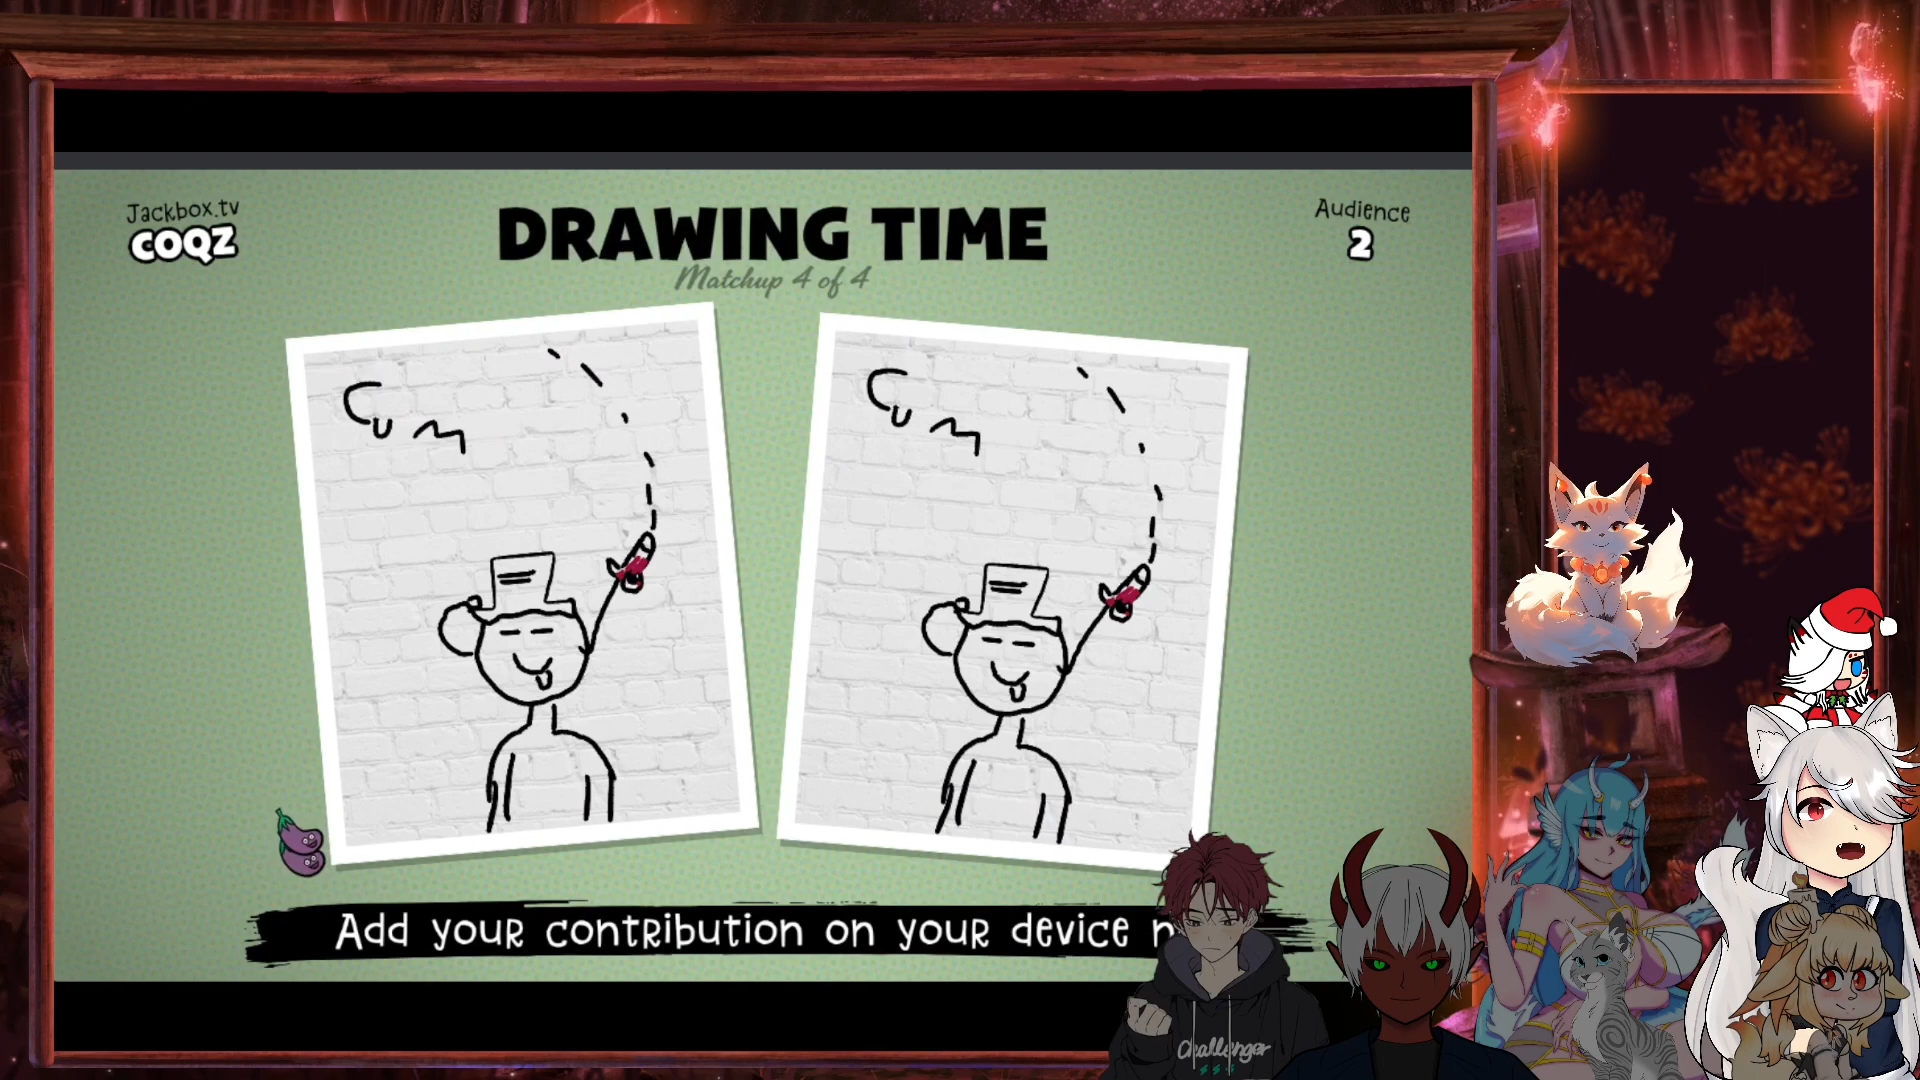 Jackbox.tv
COQZ
DRAWING TIME
Matchup 4 of 4
Audience
2
Cum
Cum
Add your contribution on your device n
Challenger